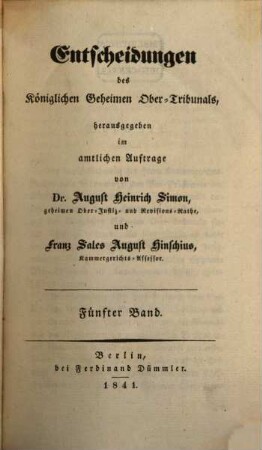 Entscheidungen
des
Königlichen Geheimen Ober-Tribunals,
herausgegeben
im
amtlichen Auftrage
von
Dr. August Heinrich Simon,
geheimen Ober-Justiz- und Revisions-Rathe,
und
Franz Sales August Hinschius,
Kammergerichts-Assessor.
Fünfter Band.
Berlin,
bei Ferdinand Dümmler.
1841.